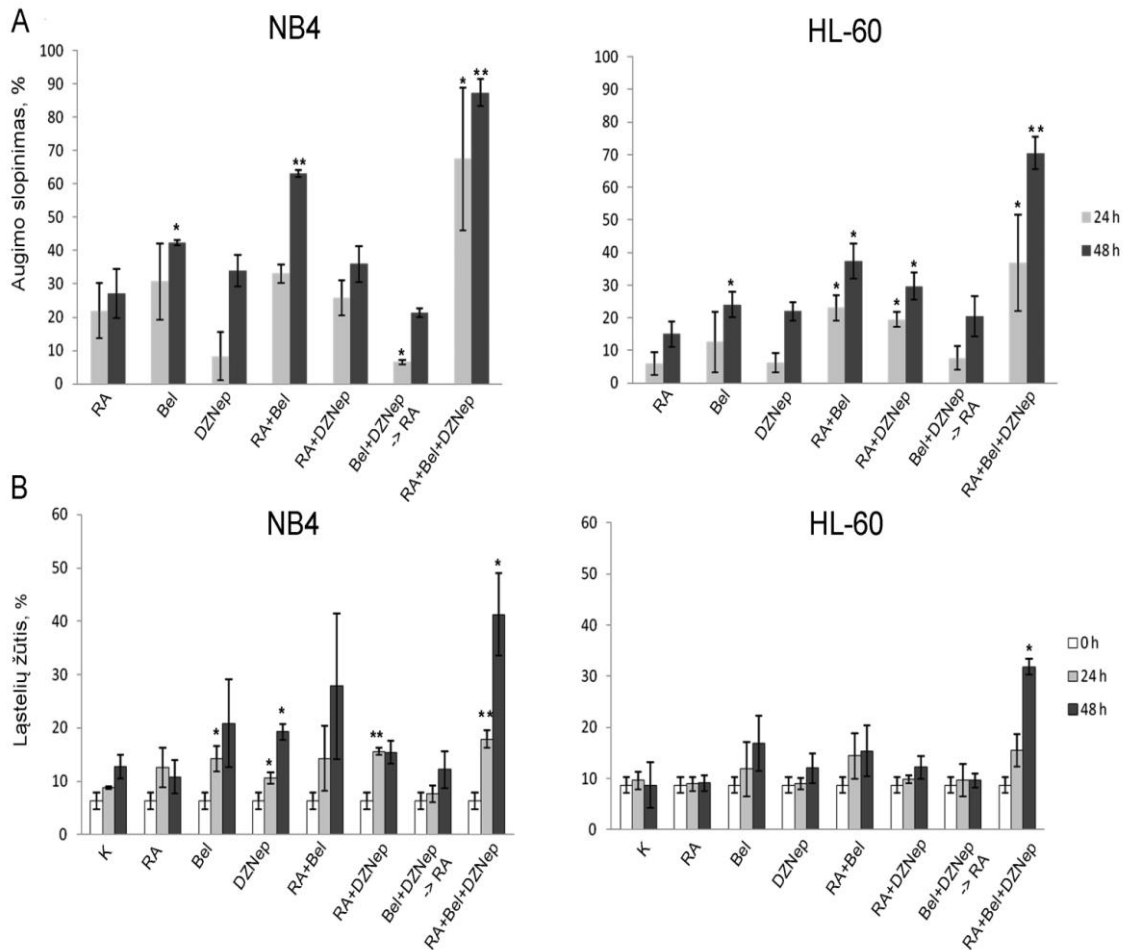 A
NB4
Augimo slopinimas, %
100
90
80
70
60
50
40
30
20
10
0
*
**
*
*
**
RA
Bel
DZNep
RA+Bel
RA+DZNep
Bel+DZNep
-> RA
RA+Bel+DZNep
HL-60
100
90
80
70
60
50
40
30
20
10
0
*
*
*
*
*
*
**
RA
Bel
DZNep
RA+Bel
RA+DZNep
Bel+DZNep
-> RA
RA+Bel+DZNep
24 h
48 h
B
NB4
Ląstelių žūtis, %
60
50
40
30
20
10
0
*
*
*
**
**
*
K
RA
Bel
DZNep
RA+Bel
RA+DZNep
Bel+DZNep
-> RA
RA+Bel+DZNep
HL-60
60
50
40
30
20
10
0
*
K
RA
Bel
DZNep
RA+Bel
RA+DZNep
Bel+DZNep
-> RA
RA+Bel+DZNep
0 h
24 h
48 h